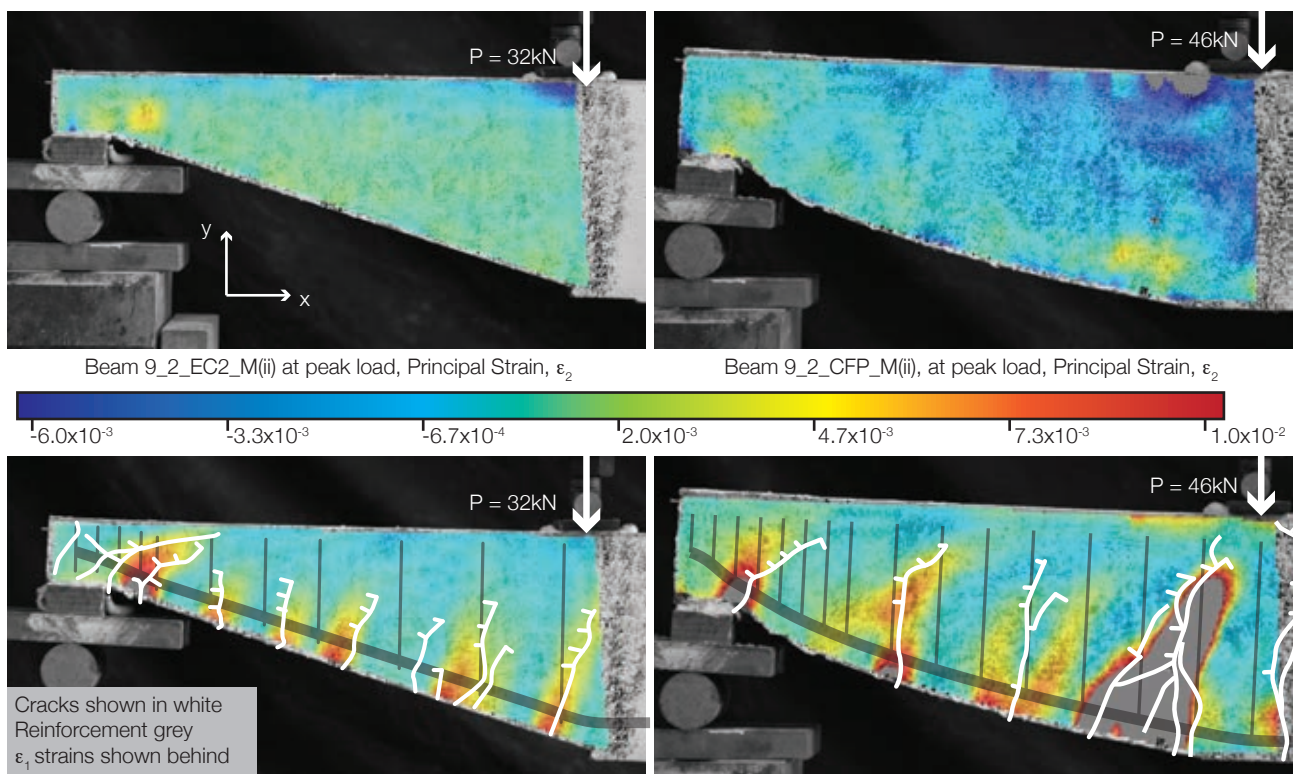 P = 32kN
P = 46kN
y
x
Beam 9_2_EC2_M(ii) at peak load, Principal Strain, ε₂
Beam 9_2_CFP_M(ii), at peak load, Principal Strain, ε₂
-6.0x10⁻³
-3.3x10⁻³
-6.7x10⁻⁴
2.0x10⁻³
4.7x10⁻³
7.3x10⁻³
1.0x10⁻²
P = 32kN
P = 46kN
Cracks shown in white
Reinforcement grey
ε₁ strains shown behind